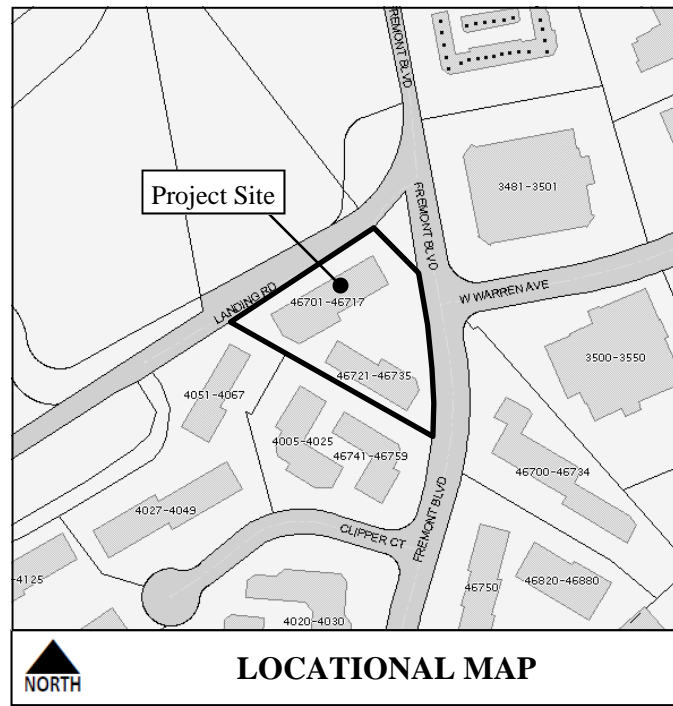 FREMONT BLVD
3481-3501
Project Site
FREMONT BLVD
W WARREN AVE
LANDING RD
46701-46717
3500-3550
46721-46735
4051-4067
4005-4025
46741-46759
46700-46734
4027-4049
CLIPPER CT
FREMONT BLVD
-4125
46750
46820-46880
4020-4030
NORTH
LOCATIONAL MAP